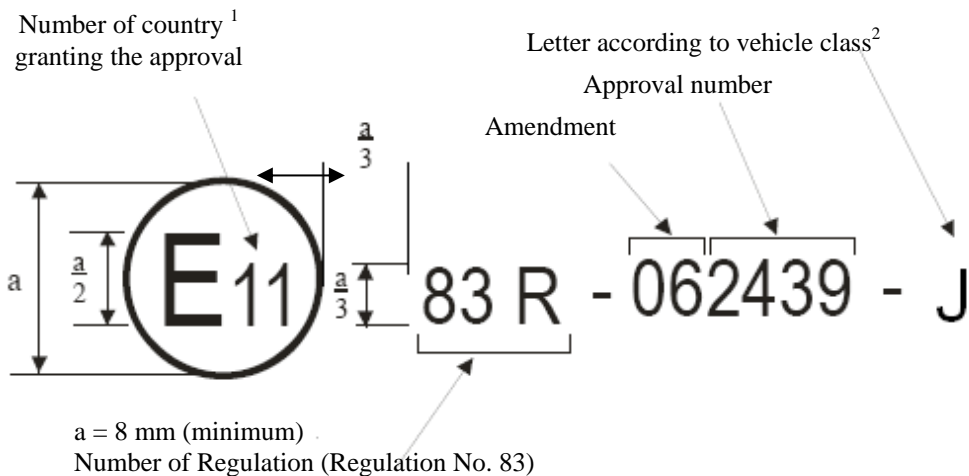 Number of country 1
granting the approval
Letter according to vehicle class2
Approval number
Amendment
a
3
a
a
2
E 11
a
3
83 R - 062439 - J
a = 8 mm (minimum)
Number of Regulation (Regulation No. 83)